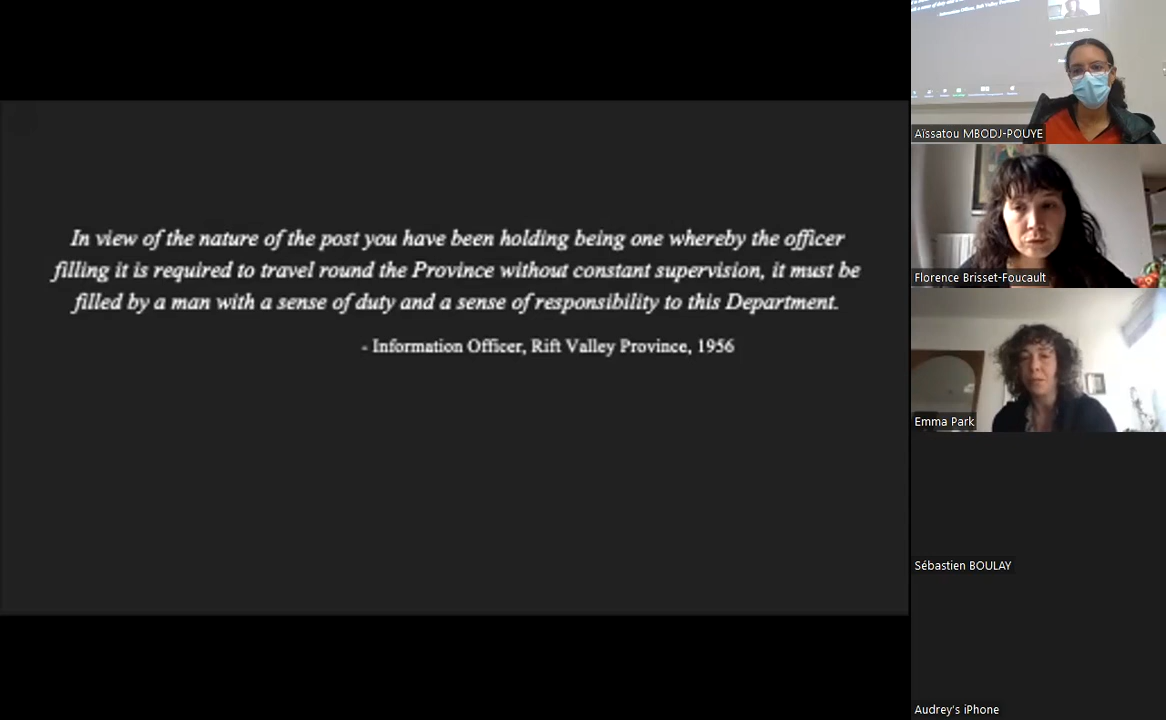 In view of the nature of the post you have been holding being one whereby the officer
filling it is required to travel round the Province without constant supervision, it must be
filled by a man with a sense of duty and a sense of responsibility to this Department.
- Information Officer, Rift Valley Province, 1956
Aïssatou MBODJ-POUYE
Florence Brisset-Foucault
Emma Park
Sébastien BOULAY
Audrey's iPhone